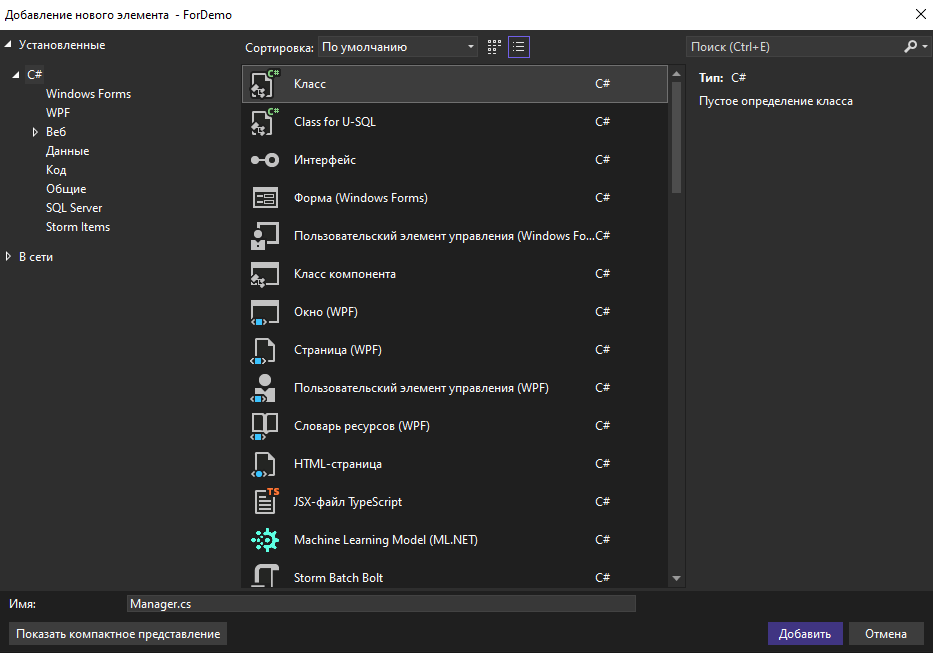 Добавление нового элемента - ForDemo
Установленные
C#
Windows Forms
WPF
Веб
Данные
Код
Общие
SQL Server
Storm Items
В сети
Сортировка: По умолчанию
Класс C#
Class for U-SQL C#
Интерфейс C#
Форма (Windows Forms) C#
Пользовательский элемент управления (Windows Fo... C#
Класс компонента C#
Окно (WPF) C#
Страница (WPF) C#
Пользовательский элемент управления (WPF) C#
Словарь ресурсов (WPF) C#
HTML-страница C#
JSX-файл TypeScript C#
Machine Learning Model (ML.NET) C#
Storm Batch Bolt C#
Поиск (Ctrl+E)
Тип: C#
Пустое определение класса
Имя: Manager.cs
Показать компактное представление
Добавить
Отмена